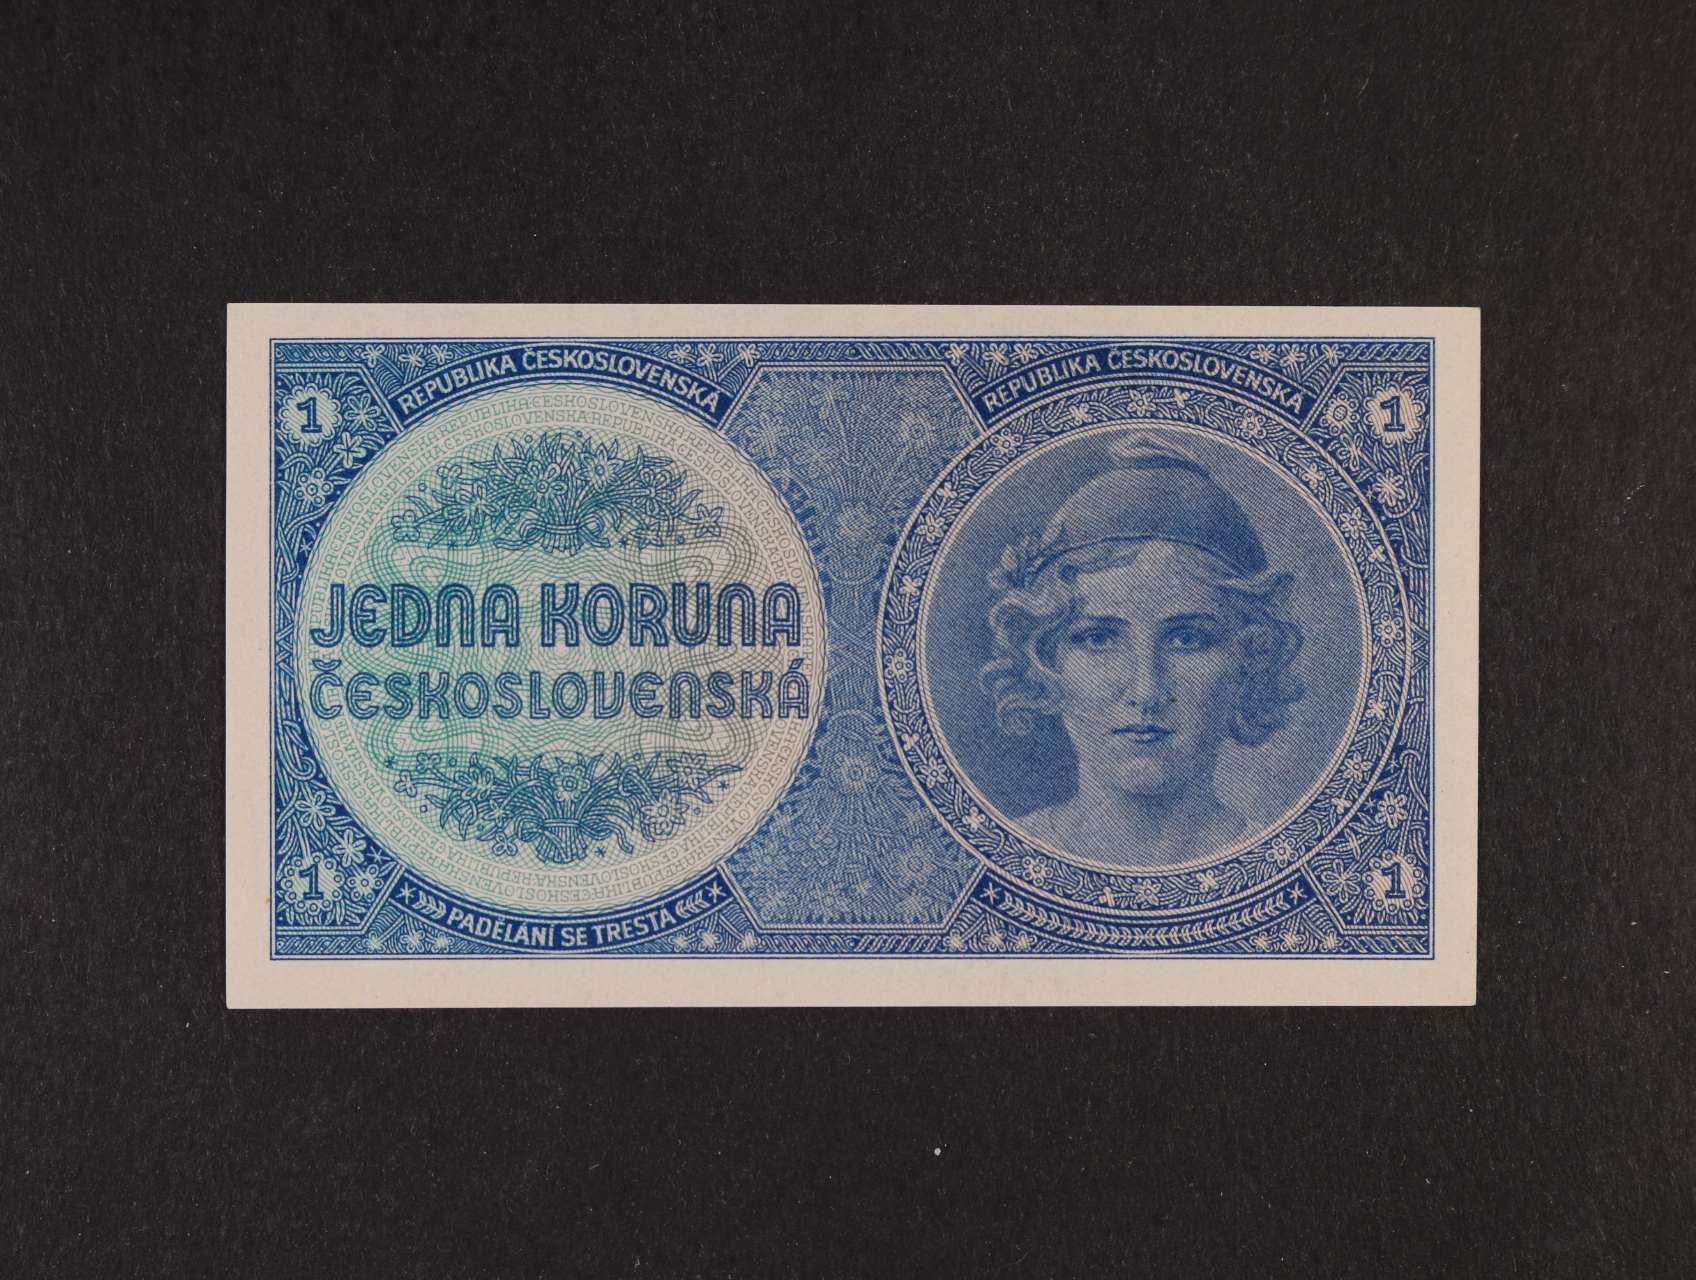 REPUBLIKA ČESKOSLOVENSKÁ
REPUBLIKA ČESKOSLOVENSKÁ
1
1
JEDNA KORUNA
ČESKOSLOVENSKÁ
1
1
PADĚLÁNÍ SE TRESTÁ